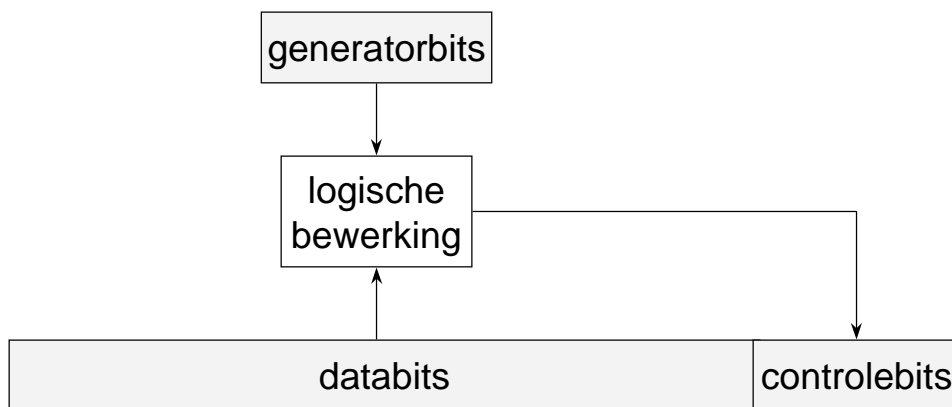 generatorbits
logische
bewerking
databits
controlebits